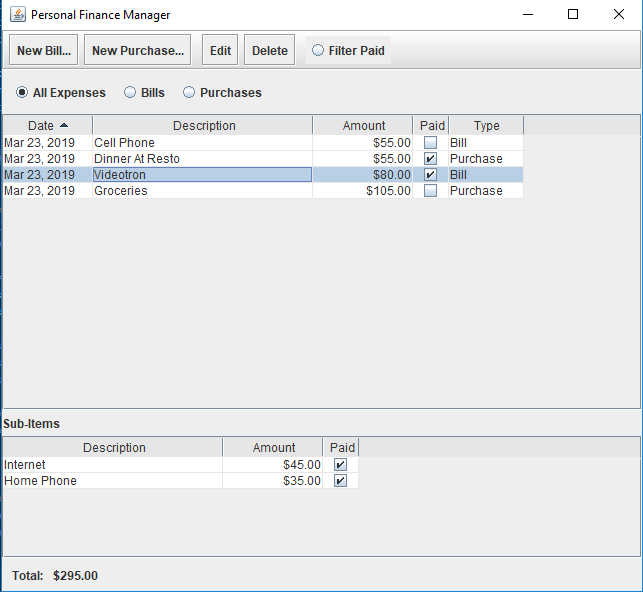 Personal Finance Manager
New Bill... New Purchase... Edit Delete Filter Paid
All Expenses Bills Purchases
Date Description Amount Paid Type
Mar 23, 2019 Cell Phone $55.00 Bill
Mar 23, 2019 Dinner At Resto $55.00 Purchase
Mar 23, 2019 Videotron $80.00 Bill
Mar 23, 2019 Groceries $105.00 Purchase
Sub-Items
Description Amount Paid
Internet $45.00
Home Phone $35.00
Total: $295.00